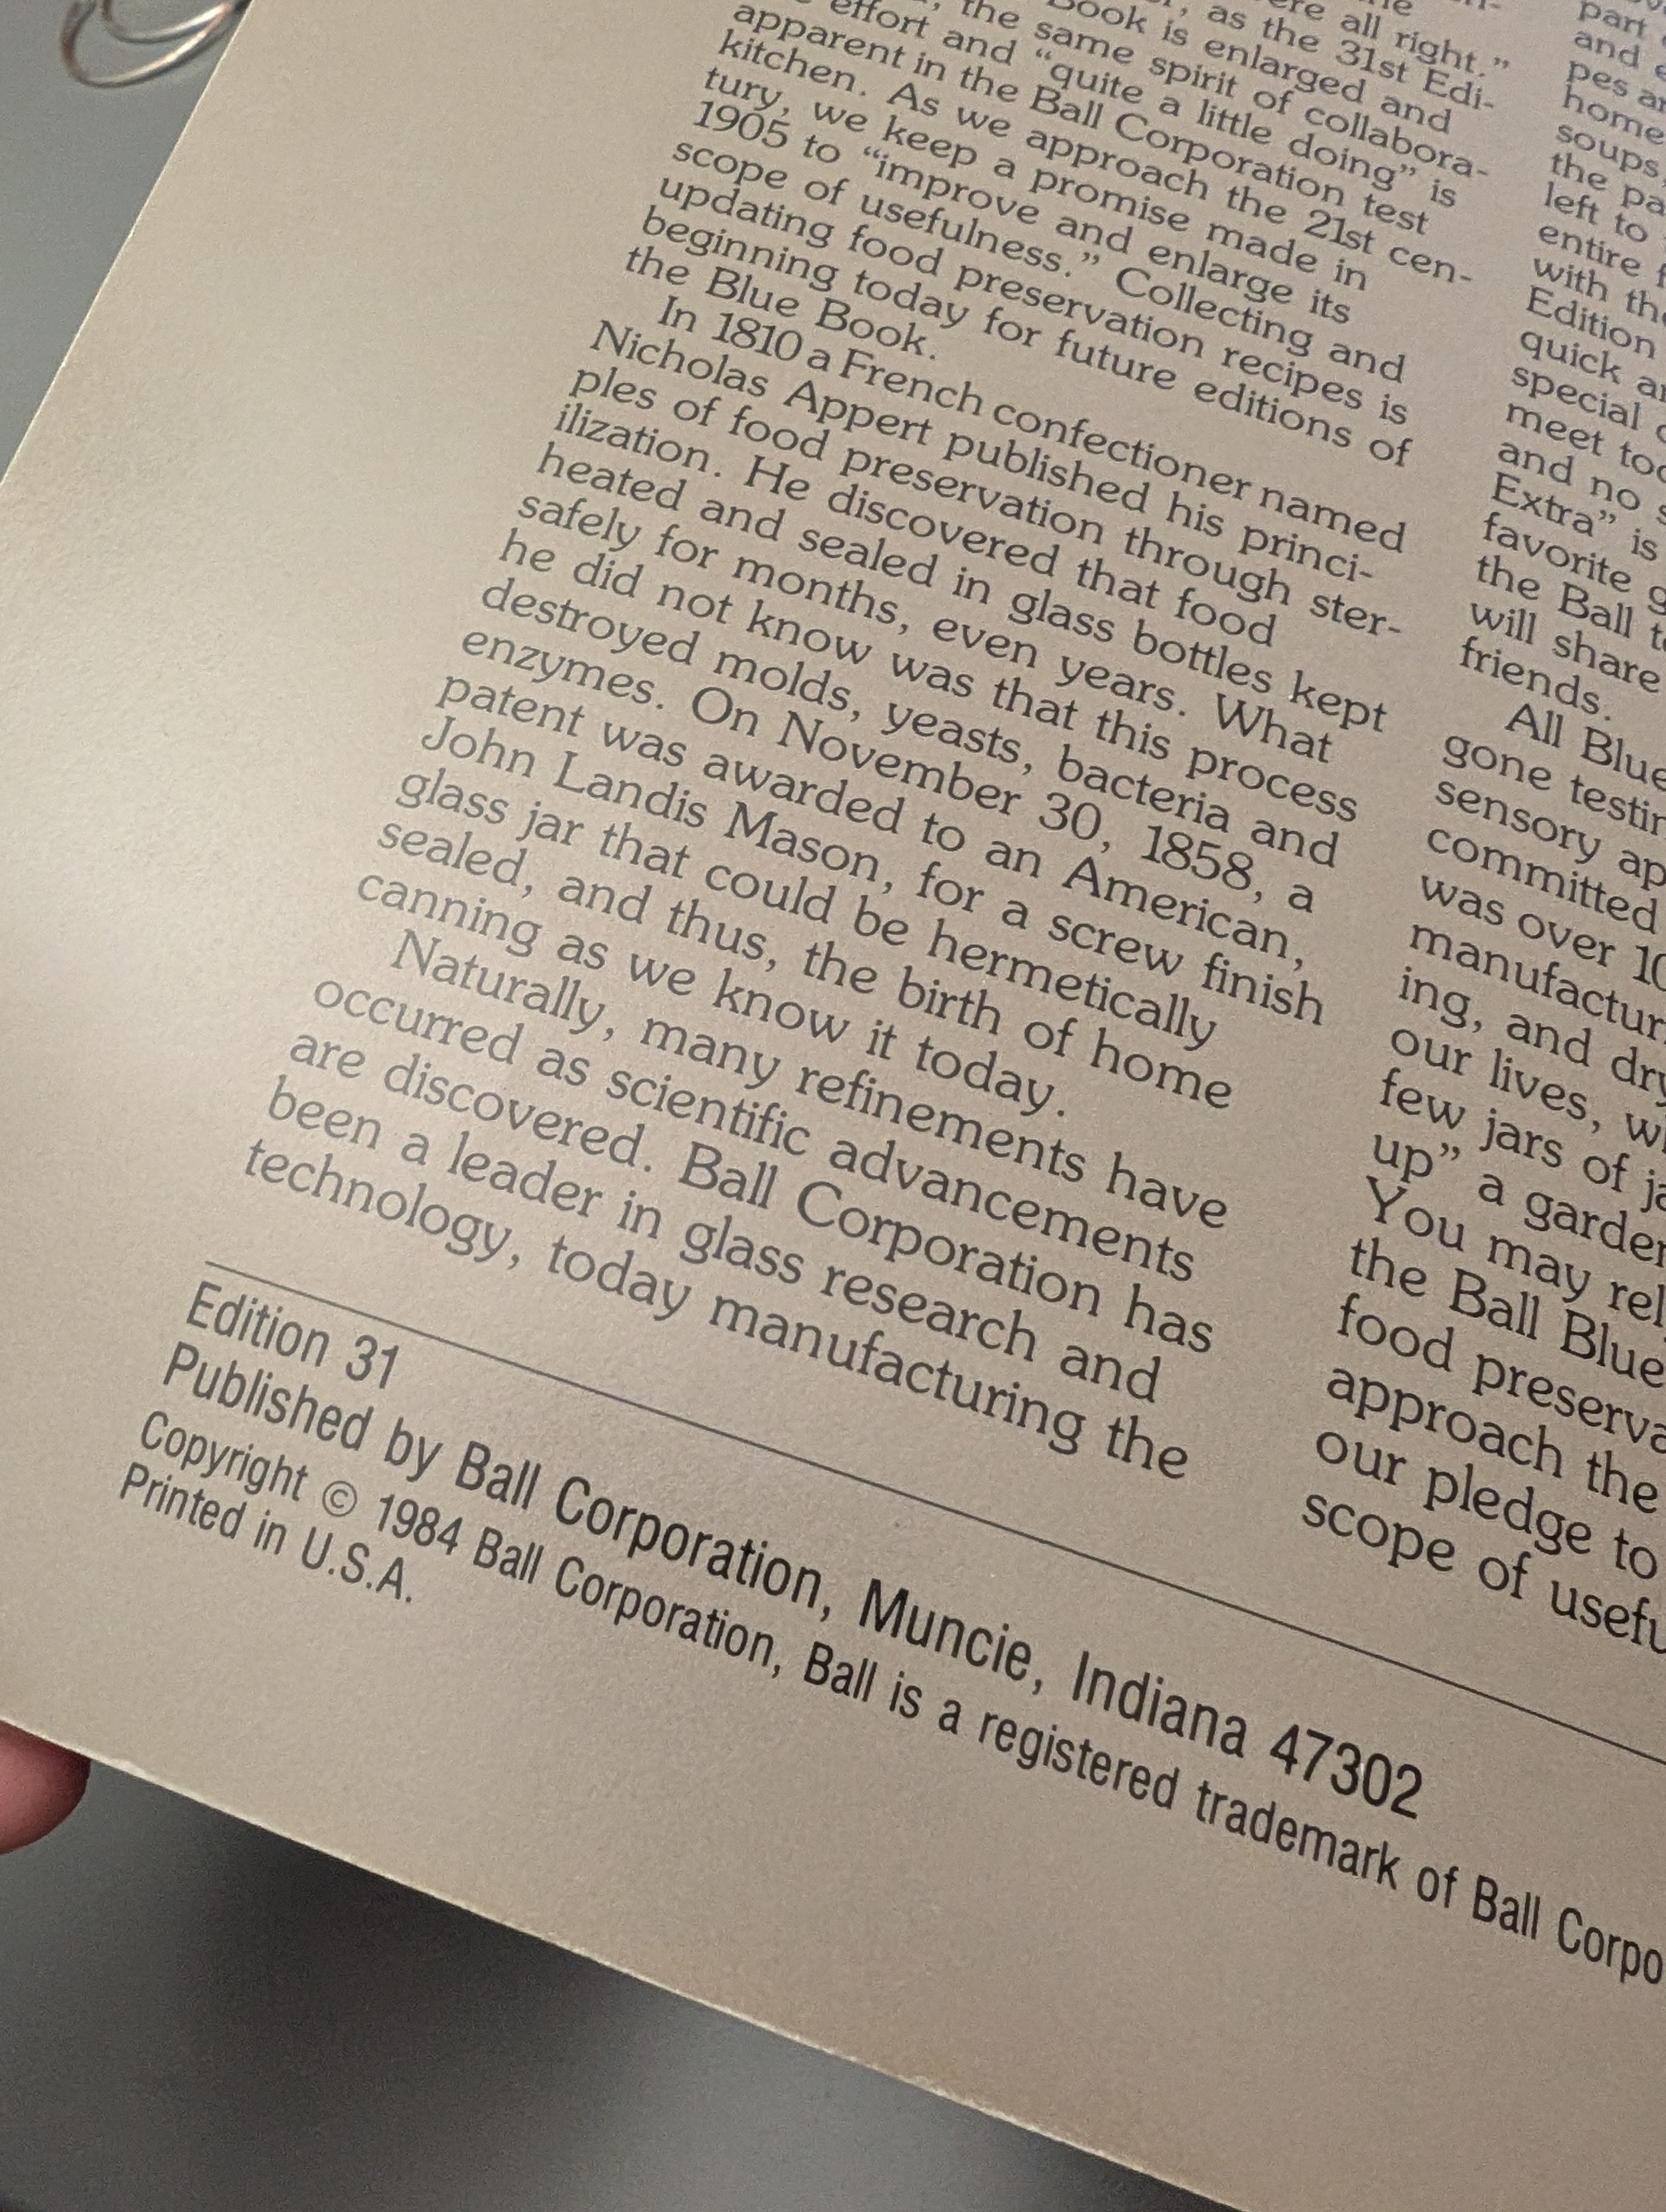 all right."
as the 31st Edi-
Book is enlarged and
the same spirit of collabora-
effort and "quite a little doing" is
apparent in the Ball Corporation test
kitchen. As we approach the 21st cen-
tury, we keep a promise made in
1905 to "improve and enlarge its
scope of usefulness." Collecting and
updating food preservation recipes is
beginning today for future editions of
the Blue Book.
In 1810 a French confectioner named
Nicholas Appert published his princi-
ples of food preservation through ster-
ilization. He discovered that food
heated and sealed in glass bottles kept
safely for months, even years. What
he did not know was that this process
destroyed molds, yeasts, bacteria and
enzymes. On November 30, 1858, a
patent was awarded to an American,
John Landis Mason, for a screw finish
glass jar that could be hermetically
sealed, and thus, the birth of home
canning as we know it today.
Naturally, many refinements have
occurred as scientific advancements
are discovered. Ball Corporation has
been a leader in glass research and
technology, today manufacturing the
part
and
home
soups,
the
left to
entire
with
Edition
quick
special
meet
and no
Extra" is
favorite
the Ball
will share
friends.
All Blue
gone
sensory
committed
was over
ing, and
our lives,
few jars of
up" a
You may
the Ball Blue
food
approach the
our pledge to
scope of
Edition 31
Published by Ball Corporation, Muncie, Indiana 47302
Copyright © 1984 Ball Corporation, Ball is a registered trademark of Ball
Printed in U.S.A.